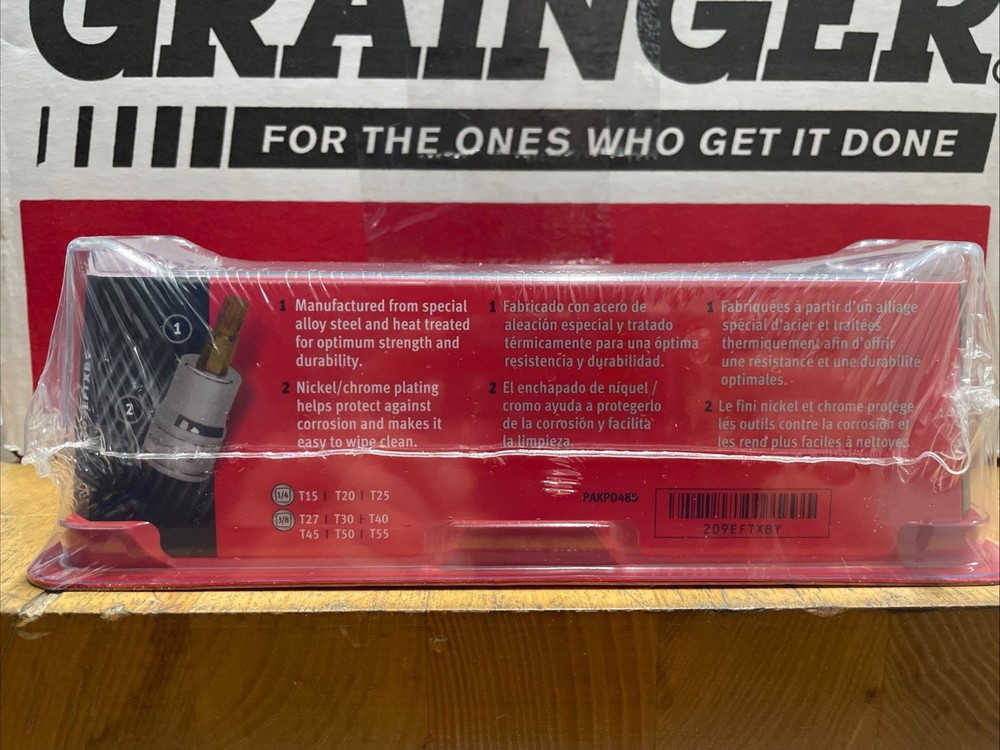 GRAINGER
FOR THE ONES WHO GET IT DONE
1 Manufactured from special
alloy steel and heat treated
for optimum strength and
durability.
2 Nickel/chrome plating
helps protect against
corrosion and makes it
easy to wipe clean.
1 Fabricado con acero de
aleación especial y tratado
térmicamente para una óptima
resistencia y durabilidad.
2 El enchapado de níquel /
cromo ayuda a protegerlo
de la corrosión y facilita
la limpieza.
1 Fabriquées à partir d'un alliage
spécial d'acier et traitées
thermiquement afin d'offrir
une résistance et une durabilité
optimales.
2 Le fini nickel et chrome protège
les outils contre la corrosion et
les rend plus faciles à nettoyer.
1
2
1/4 T15 | T20 | T25
3/8 T27 | T30 | T40
T45 | T50 | T55
PAKPD485
209EFTXBY